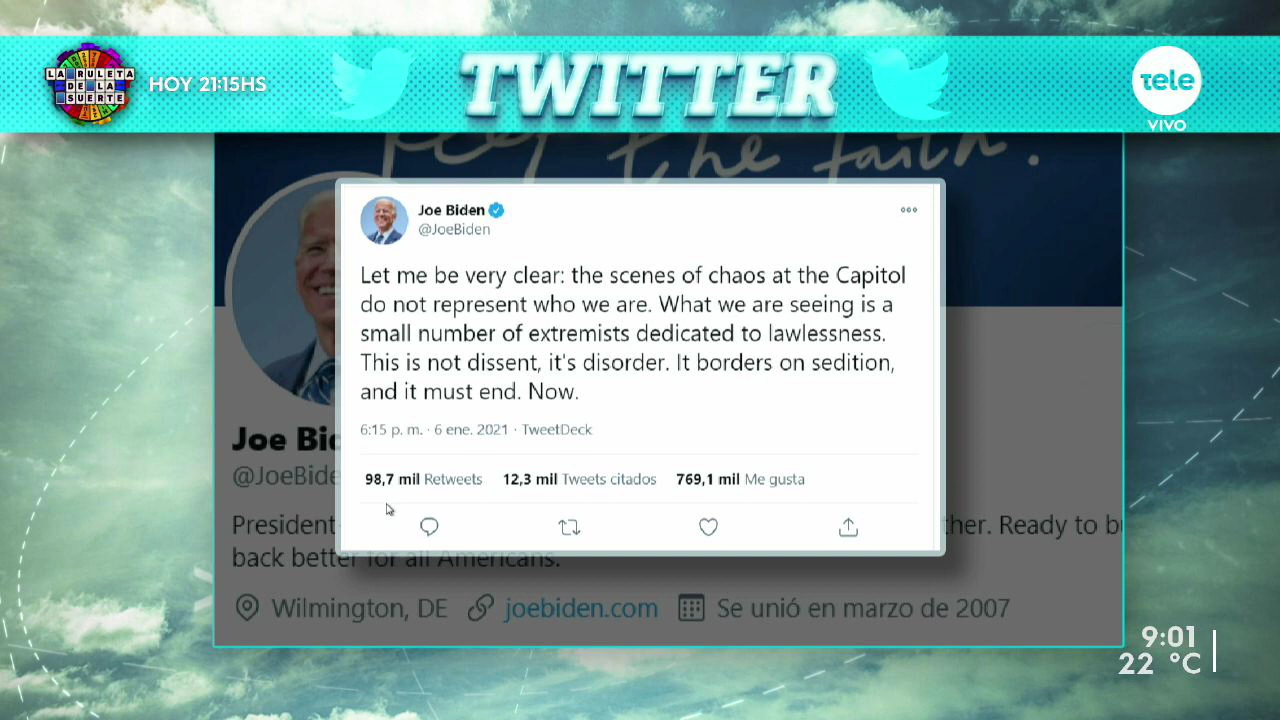 LA RULETA
DE LA
SUERTE
HOY 21:15HS
TWITTER
tele
VIVO
the faith.
Joe Biden
@JoeBiden
Let me be very clear: the scenes of chaos at the Capitol
do not represent who we are. What we are seeing is a
small number of extremists dedicated to lawlessness.
This is not dissent, it's disorder. It borders on sedition,
and it must end. Now.
6:15 p. m. · 6 ene. 2021 · TweetDeck
98,7 mil Retweets 12,3 mil Tweets citados 769,1 mil Me gusta
Joe Bid
@JoeBide
President ther. Ready to bu
back better for all Americans.
Wilmington, DE joebiden.com Se unió en marzo de 2007
9:01
22 °C